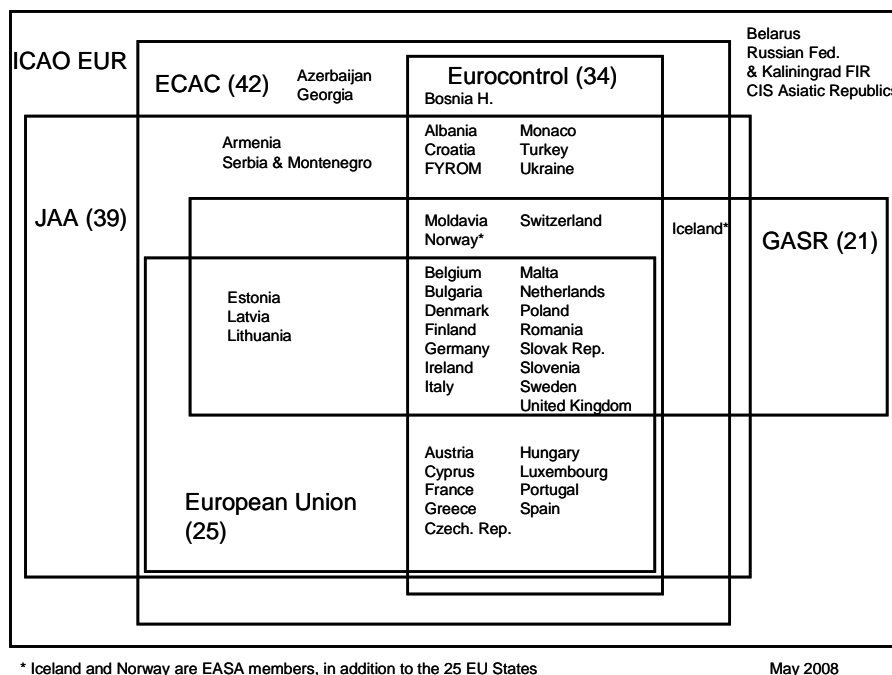 ICAO EUR
ECAC (42)
Azerbaijan
Georgia
Eurocontrol (34)
Bosnia H.
Belarus
Russian Fed.
& Kaliningrad FIR
CIS Asiatic Republics
Armenia
Serbia & Montenegro
Albania Monaco
Croatia Turkey
FYROM Ukraine
JAA (39)
Moldavia Switzerland
Norway*
Iceland*
GASR (21)
Estonia
Latvia
Lithuania
Belgium Malta
Bulgaria Netherlands
Denmark Poland
Finland Romania
Germany Slovak Rep.
Ireland Slovenia
Italy Sweden
United Kingdom
European Union
(25)
Austria Hungary
Cyprus Luxembourg
France Portugal
Greece Spain
Czech. Rep.
* Iceland and Norway are EASA members, in addition to the 25 EU States May 2008